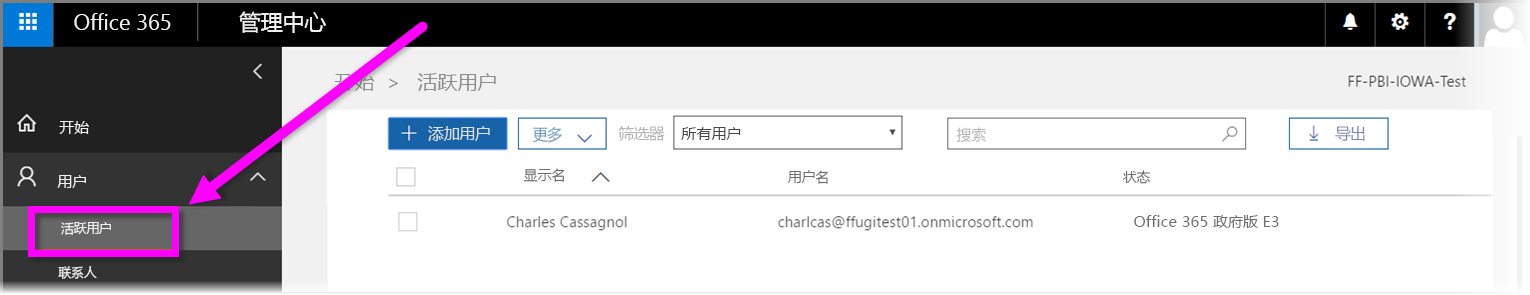 Office 365 管理中心 ?
开始 > 活跃用户 FF-PBI-IOWA-Test
开始
用户
活跃用户
联系人
+ 添加用户 更多 筛选器 所有用户 搜索 导出
显示名 用户名 状态
Charles Cassagnol charlcas@ffugitest01.onmicrosoft.com Office 365 政府版 E3